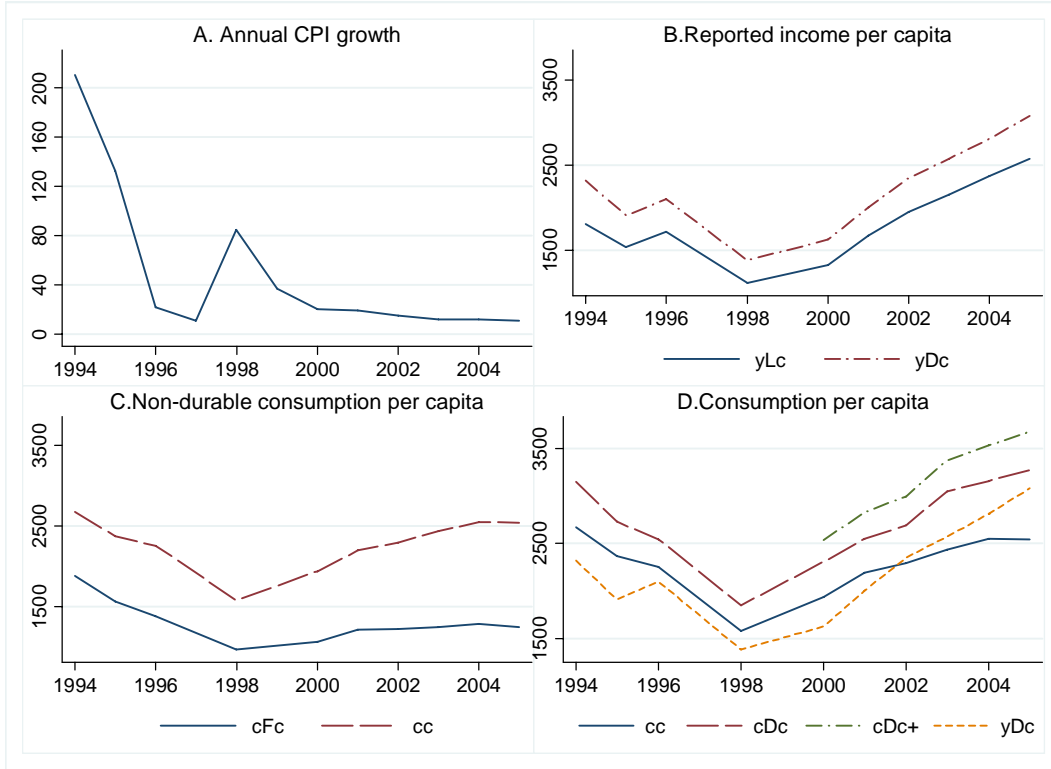 A. Annual CPI growth
200
160
120
80
40
0
1994 1996 1998 2000 2002 2004
B.Reported income per capita
3500
2500
1500
1994 1996 1998 2000 2002 2004
yLc yDc
C.Non-durable consumption per capita
3500
2500
1500
1994 1996 1998 2000 2002 2004
cFc cc
D.Consumption per capita
3500
2500
1500
1994 1996 1998 2000 2002 2004
cc cDc cDc+ yDc